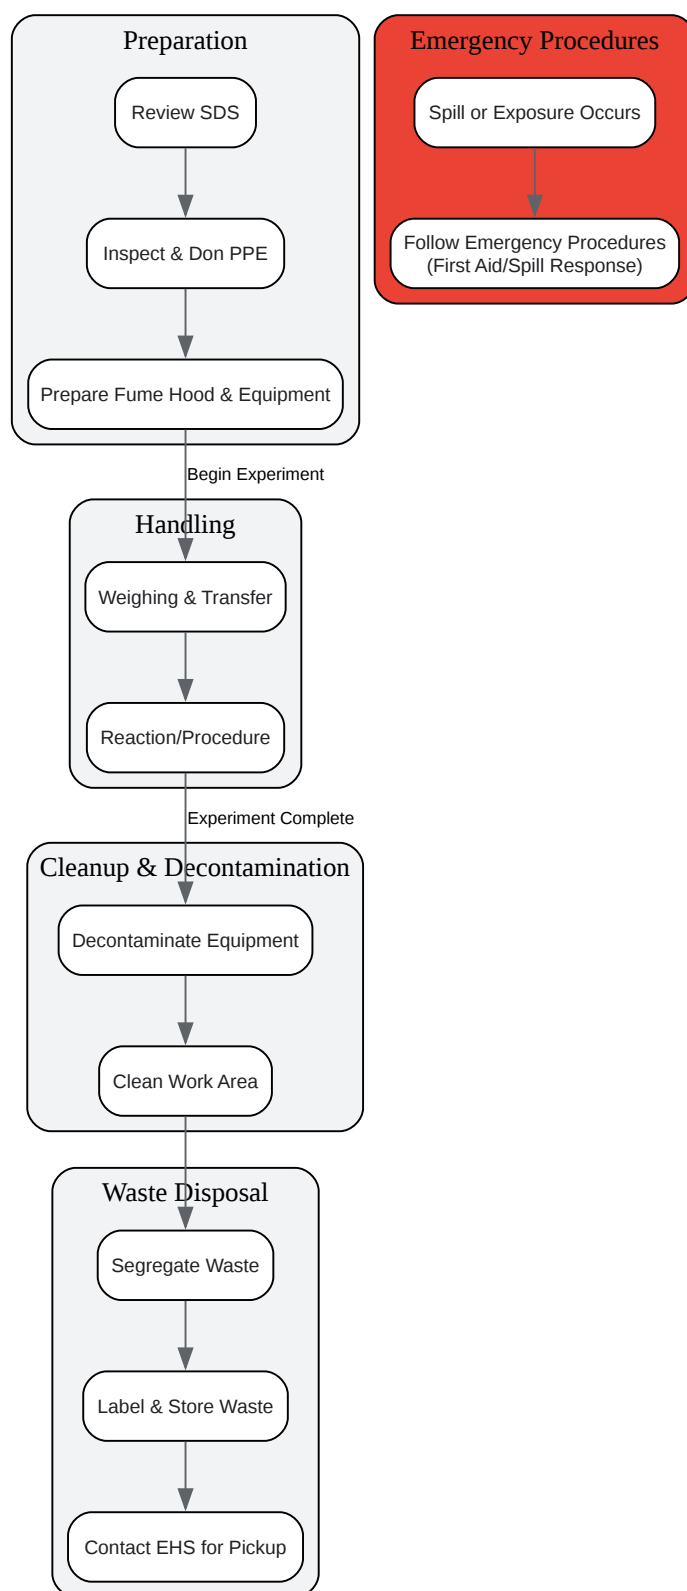 Preparation
Review SDS
Inspect & Don PPE
Prepare Fume Hood & Equipment
Begin Experiment
Handling
Weighing & Transfer
Reaction/Procedure
Experiment Complete
Cleanup & Decontamination
Decontaminate Equipment
Clean Work Area
Waste Disposal
Segregate Waste
Label & Store Waste
Contact EHS for Pickup
Emergency Procedures
Spill or Exposure Occurs
Follow Emergency Procedures
(First Aid/Spill Response)